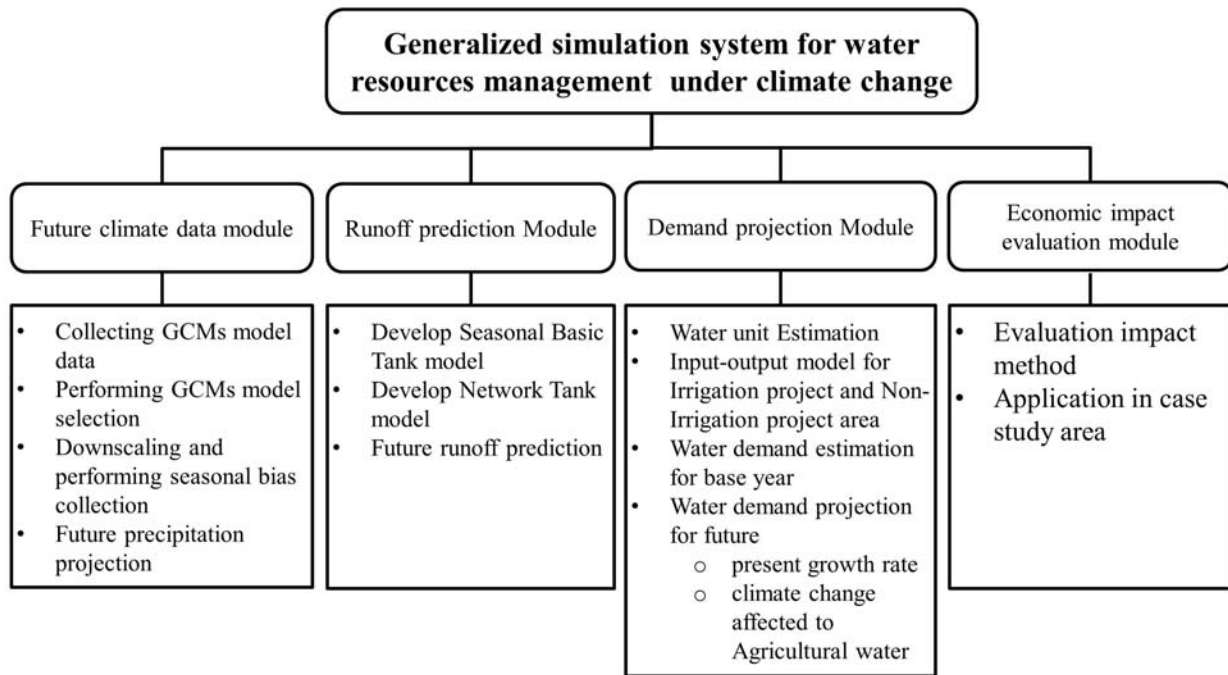 Generalized simulation system for water
resources management under climate change
Future climate data module
Runoff prediction Module
Demand projection Module
Economic impact
evaluation module
• Collecting GCMs model
data
• Performing GCMs model
selection
• Downscaling and
performing seasonal bias
collection
• Future precipitation
projection
• Develop Seasonal Basic
Tank model
• Develop Network Tank
model
• Future runoff prediction
• Water unit Estimation
• Input-output model for
Irrigation project and Non-
Irrigation project area
• Water demand estimation
for base year
• Water demand projection
for future
o present growth rate
o climate change
affected to
Agricultural water
• Evaluation impact
method
• Application in case
study area